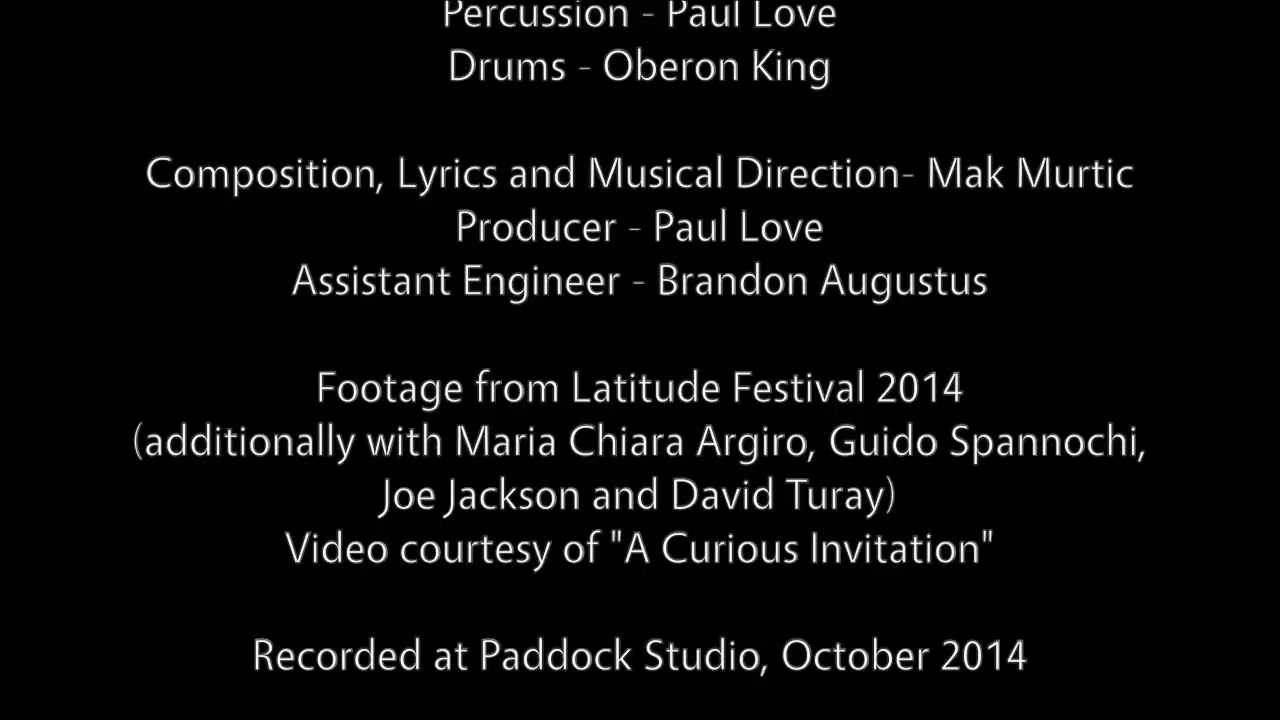 Percussion - Paul Love
Drums - Oberon King
Composition, Lyrics and Musical Direction- Mak Murtic
Producer - Paul Love
Assistant Engineer - Brandon Augustus
Footage from Latitude Festival 2014
(additionally with Maria Chiara Argiro, Guido Spannochi,
Joe Jackson and David Turay)
Video courtesy of "A Curious Invitation"
Recorded at Paddock Studio, October 2014